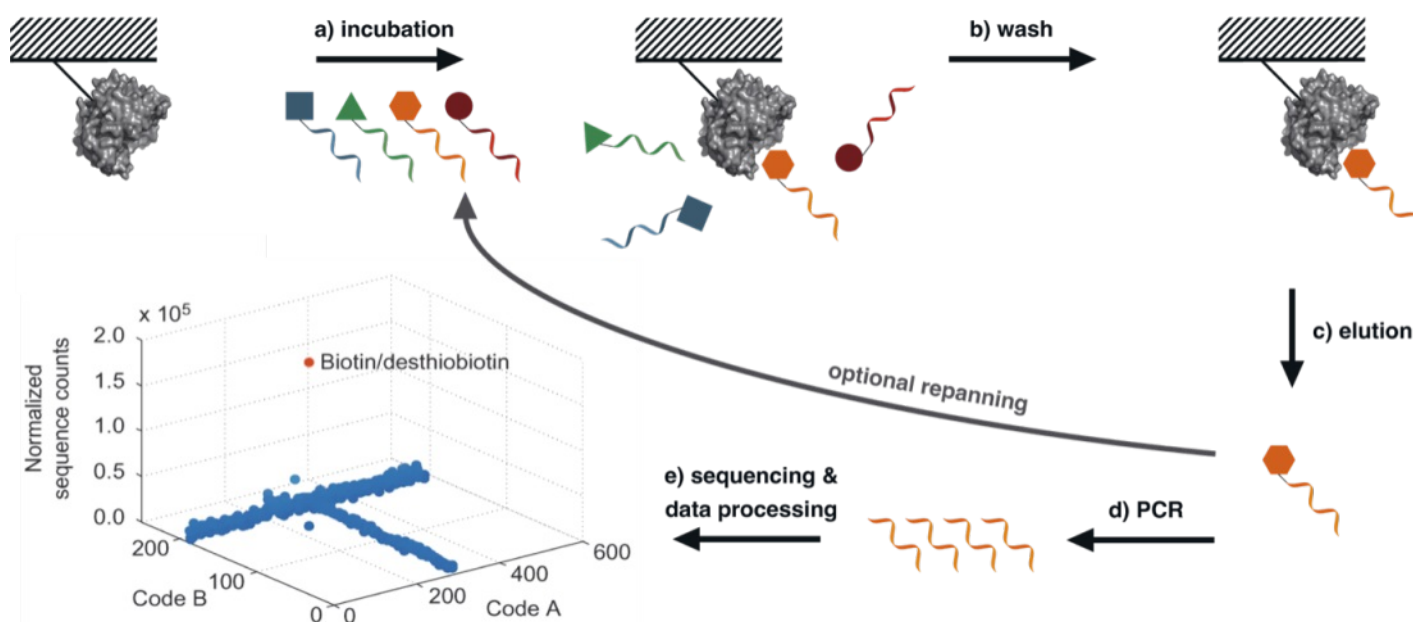 a) incubation
b) wash
c) elution
optional repanning
d) PCR
e) sequencing &
data processing
Normalized
sequence counts
x 10⁵
2.0
1.5
1.0
0.5
0.0
Biotin/desthiobiotin
200
100
0
Code B
0
200
400
600
Code A